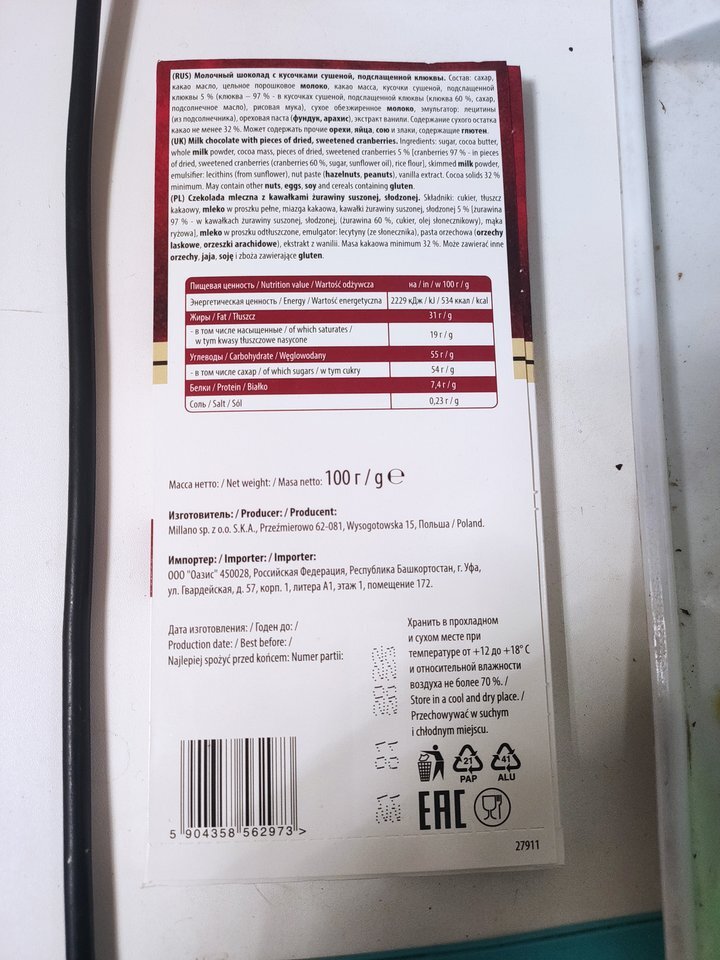 (RUS) Молочный шоколад с кусочками сушеной, подслащенной клюквы. Состав: сахар,
какао масло, цельное порошковое молоко, какао масса, кусочки сушеной, подслащенной
клюквы 5 % (клюква – 97 % - в кусочках сушеной, подслащенной клюквы (клюква 60 %, сахар,
подсолнечное масло), рисовая мука), сухое обезжиренное молоко, эмульгатор: лецитины
(из подсолнечника), ореховая паста (фундук, арахис), экстракт ванили. Содержание сухого остатка
какао не менее 32 %. Может содержать прочие орехи, яйца, сою и злаки, содержащие глютен.
(UK) Milk chocolate with pieces of dried, sweetened cranberries. Ingredients: sugar, cocoa butter,
whole milk powder, cocoa mass, pieces of dried, sweetened cranberries 5 % [cranberries 97% - in pieces
of dried, sweetened cranberries (cranberries 60 %, sugar, sunflower oil), rice flour], skimmed milk powder,
emulsifier: lecithins (from sunflower), nut paste (hazelnuts, peanuts), vanilla extract. Cocoa solids 32 %
minimum. May contain other nuts, eggs, soy and cereals containing gluten.
(PL) Czekolada mleczna z kawałkami żurawiny suszonej, słodzonej. Składniki: cukier, tłuszcz
kakaowy, mleko w proszku pełne, miazga kakaowa, kawałki żurawiny suszonej, słodzonej 5 % [żurawina
97 % - w kawałkach żurawiny suszonej, słodzonej, (żurawina 60 %, cukier, olej słonecznikowy), mąka
ryżowa], mleko w proszku odtłuszczone, emulgator: lecytyny (ze słonecznika), pasta orzechowa (orzechy
laskowe, orzeszki arachidowe), ekstrakt z wanilii. Masa kakaowa minimum 32 %. Może zawierać inne
orzechy, jaja, soję i zboża zawierające gluten.
Пищевая ценность / Nutrition value / Wartość odżywcza на / in / w 100 г / g
Энергетическая ценность / Energy / Wartość energetyczna 2229 кДж / kJ / 534 ккал / kcal
Жиры / Fat / Tłuszcz 31 г / g
- в том числе насыщенные / of which saturates /
w tym kwasy tłuszczowe nasycone 19 г / g
Углеводы / Carbohydrate / Węglowodany 55 г / g
- в том числе сахар / of which sugars / w tym cukry 54 г / g
Белки / Protein / Białko 7,4 г / g
Соль / Salt / Sól 0,23 г / g
Масса нетто: / Net weight: / Masa netto: 100 г / g ℮
Изготовитель: / Producer: / Producent:
Millano sp. z o.o. S.K.A., Przeźmierowo 62-081, Wysogotowska 15, Польша / Poland.
Импортер: / Importer: / Importer:
ООО "Оазис" 450028, Российская Федерация, Республика Башкортостан, г. Уфа,
ул. Гвардейская, д. 57, корп. 1, литера А1, этаж 1, помещение 172.
Дата изготовления: / Годен до: /
Production date: / Best before: /
Najlepiej spożyć przed końcem: Numer partii:
Хранить в прохладном
и сухом месте при
температуре от +12 до +18° C
и относительной влажности
воздуха не более 70 %. /
Store in a cool and dry place. /
Przechowywać w suchym
i chłodnym miejscu.
21 41
PAP ALU
EAC
5 904358 562973 >
27911